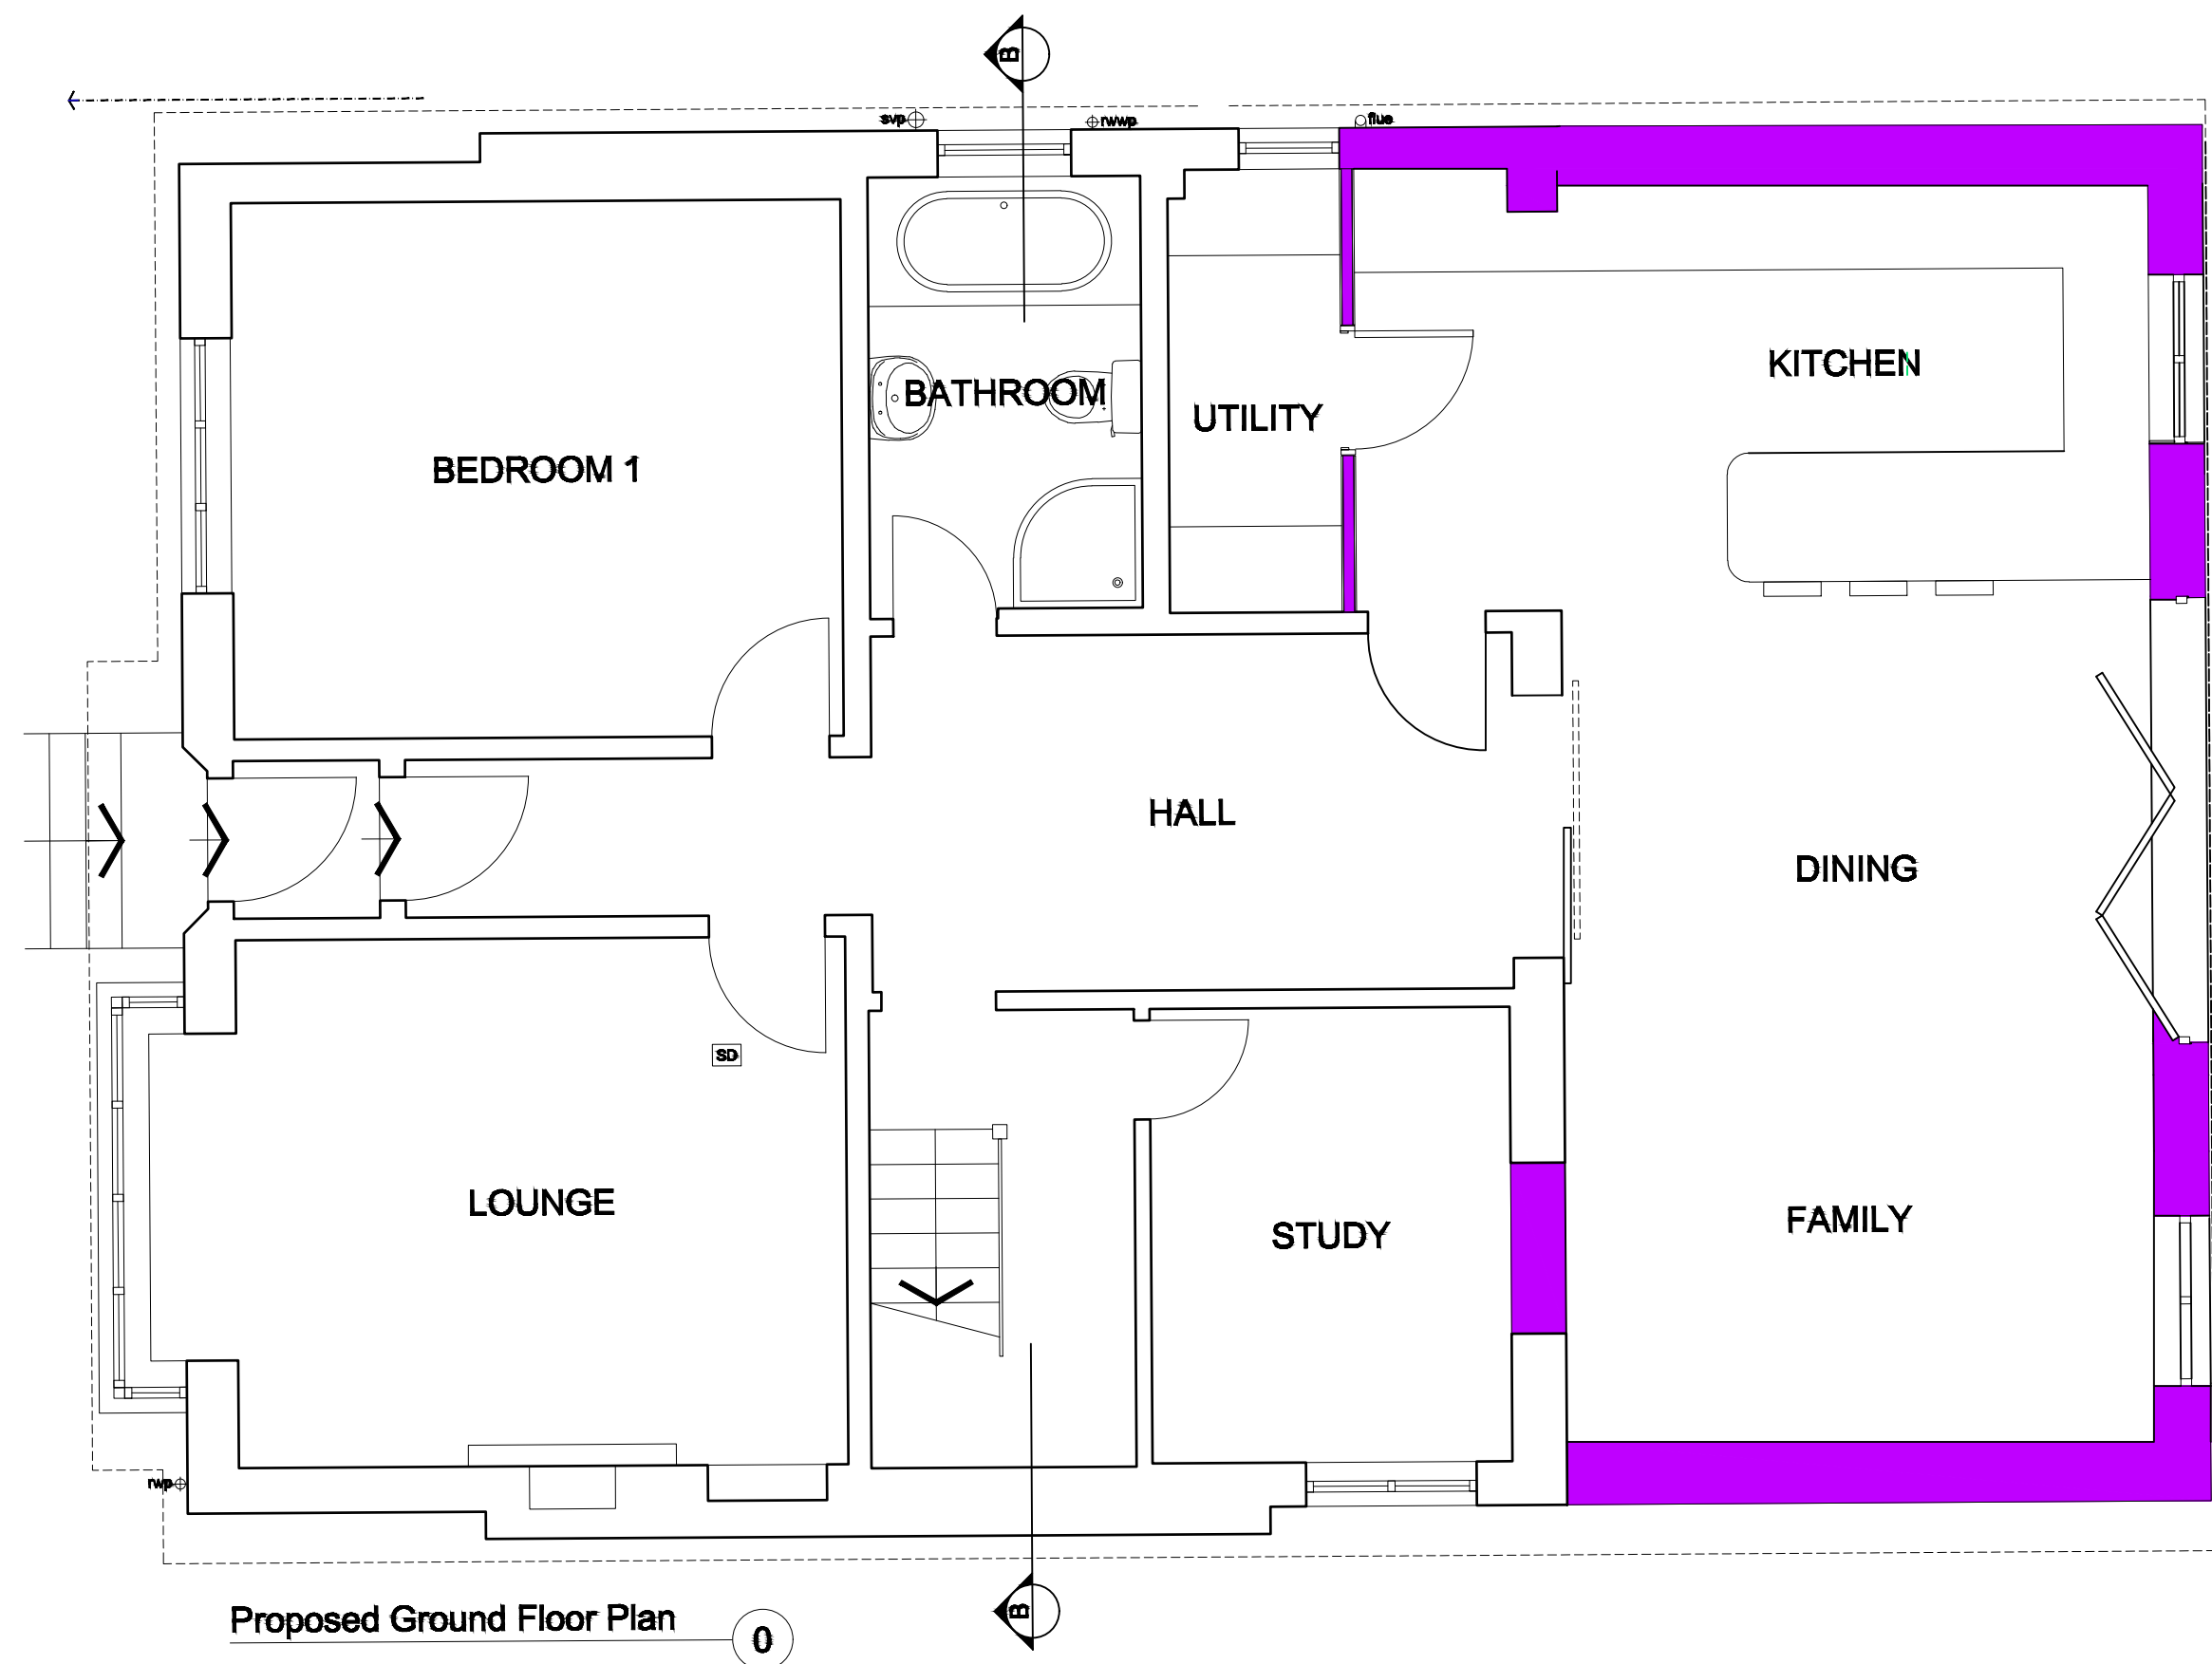 B
svp
rwwp
flue
KITCHEN
BATHROOM
UTILITY
BEDROOM 1
HALL
DINING
SD
LOUNGE
STUDY
FAMILY
rwp
B
Proposed Ground Floor Plan
0